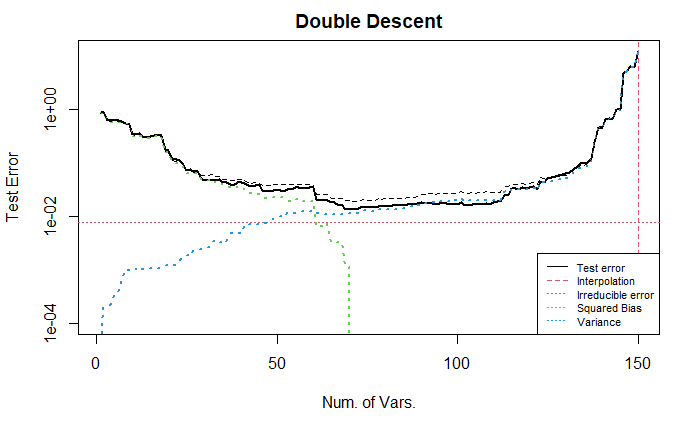 Double Descent
Test Error
1e+00
1e-02
1e-04
Test error
Interpolation
Irreducible error
Squared Bias
Variance
0 50 100 150
Num. of Vars.